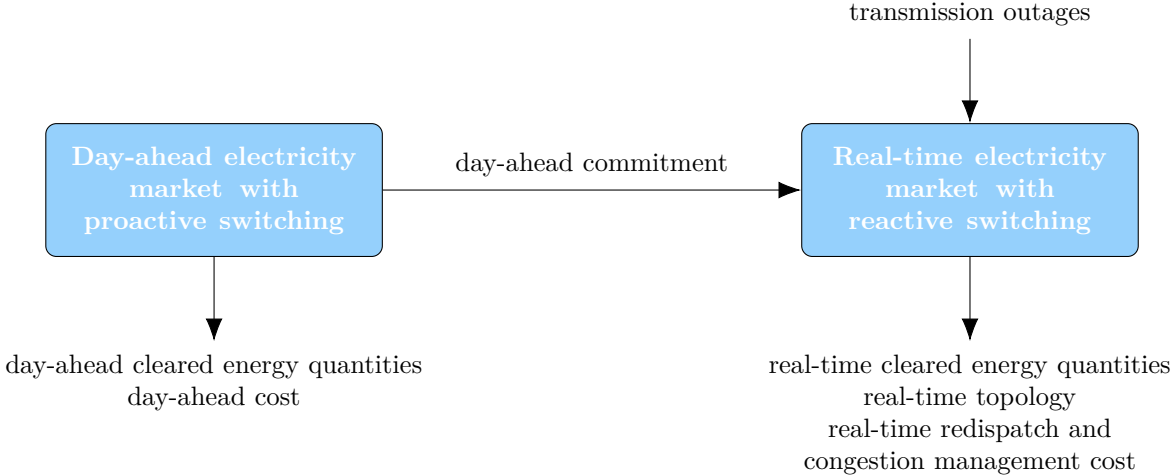 transmission outages
Day-ahead electricity
market with
proactive switching
day-ahead commitment
Real-time electricity
market with
reactive switching
day-ahead cleared energy quantities
day-ahead cost
real-time cleared energy quantities
real-time topology
real-time redispatch and
congestion management cost